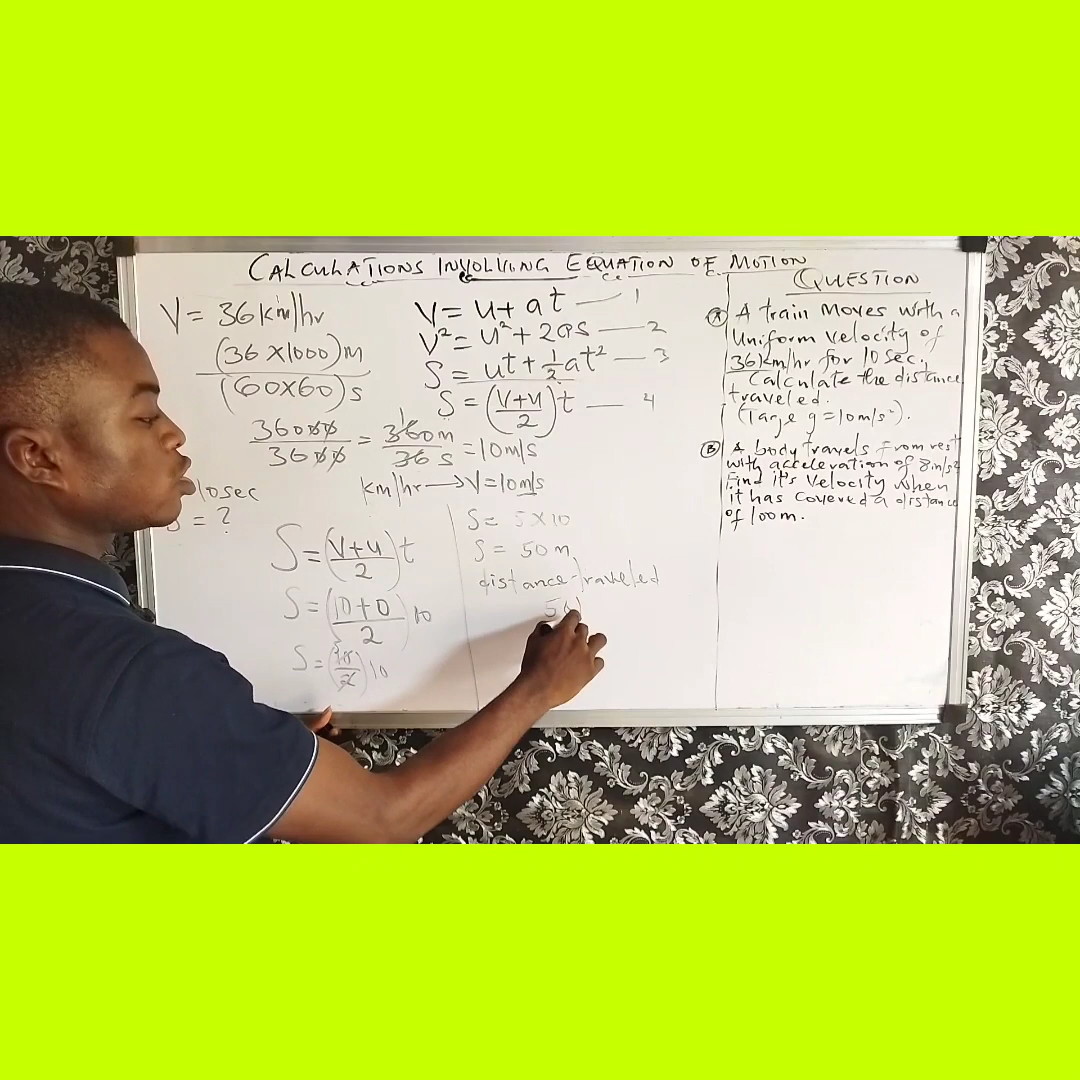 CALCULATIONS INVOLVING EQUATION OF MOTION
V = 36km/hr
(36 X1000)M
(60X60)s
36000/3600 = 360m/36 s = 10m/s
km/hr → V = 10m/s
10sec
S = ?
V = u + at — 1
V² = u² + 2as — 2
S = ut + ½at² — 3
S = (V+u/2)t — 4
S = (V+u/2)t
S = (10+0/2)10
S = (10/2)10
S = 5 X 10
S = 50m
distance traveled
50
QUESTION
A A train moves with a
Uniform velocity of
36km/hr for 10 sec.
Calculate the distance
traveled.
(Targe g = 10m/s²).
B A body travels from rest
with acceleration of 8m/s²
Find it's velocity when
it has covered a distance
of 100m.